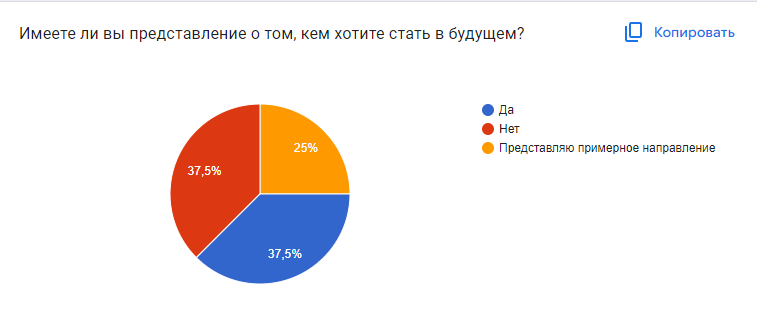 Имеете ли вы представление о том, кем хотите стать в будущем?
Копировать
Да
Нет
Представляю примерное направление
25%
37,5%
37,5%